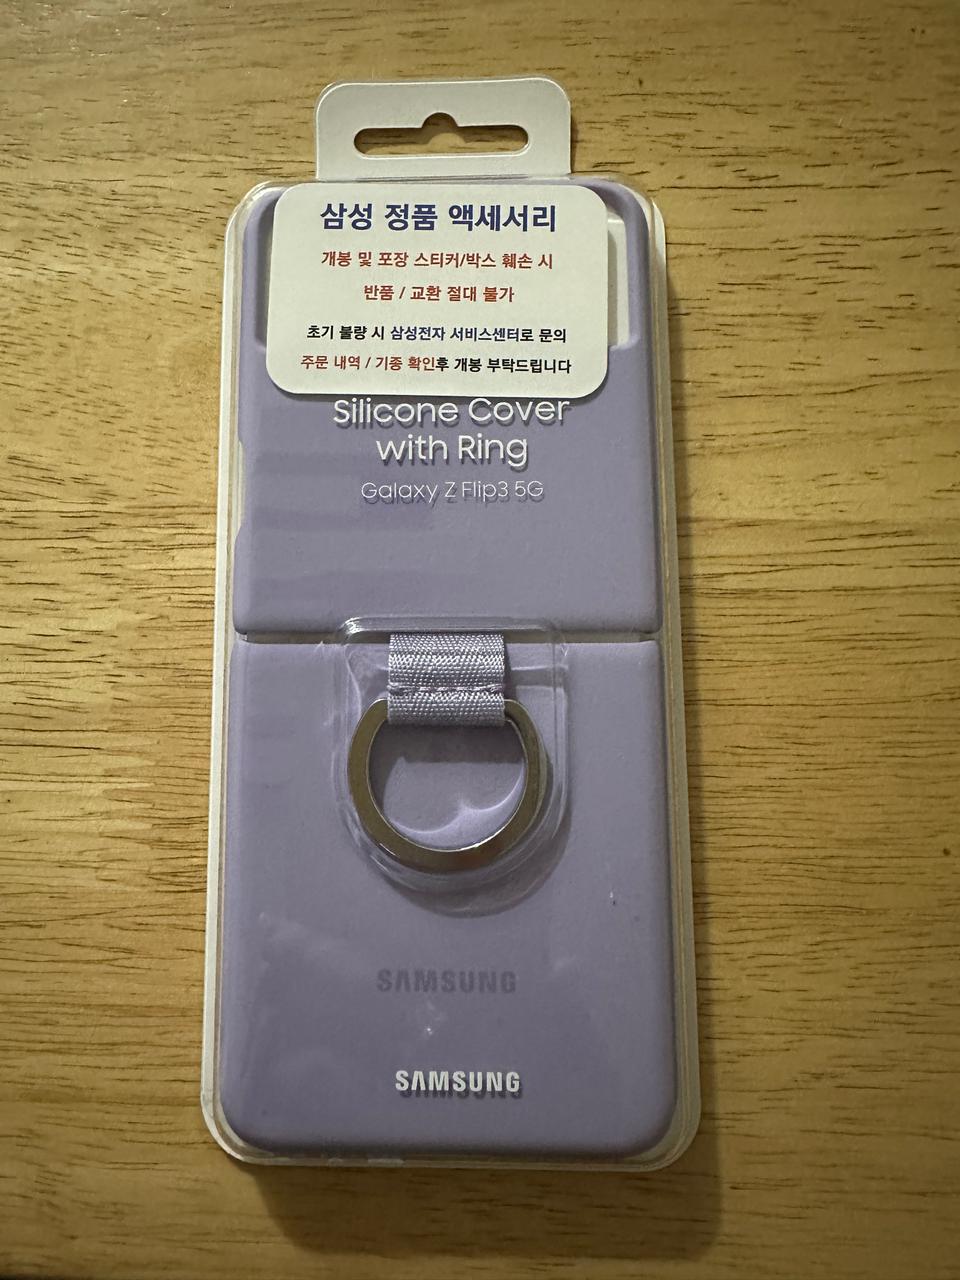 삼성 정품 액세서리
개봉 및 포장 스티커/박스 훼손 시
반품 / 교환 절대 불가
초기 불량 시 삼성전자 서비스센터로 문의
주문 내역 / 기종 확인후 개봉 부탁드립니다
Silicone Cover
with Ring
Galaxy Z Flip3 5G
SAMSUNG
SAMSUNG